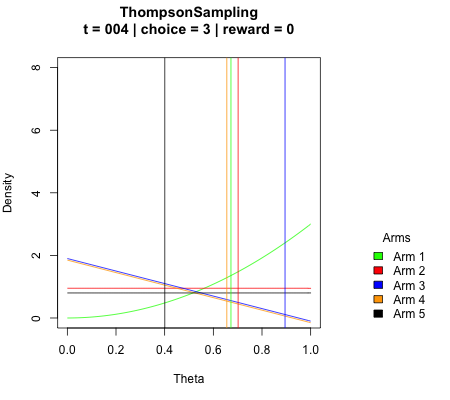 ThompsonSampling
t = 004 | choice = 3 | reward = 0
8
6
4
2
0
Density
0.0 0.2 0.4 0.6 0.8 1.0
Theta
Arms
Arm 1
Arm 2
Arm 3
Arm 4
Arm 5